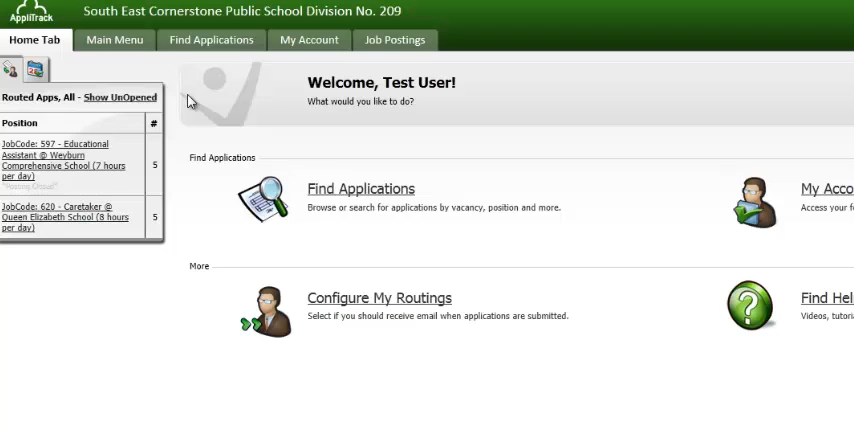 AppliTrack
South East Cornerstone Public School Division No. 209
Home Tab
Main Menu
Find Applications
My Account
Job Postings
Routed Apps, All - Show UnOpened
Position #
JobCode: 597 - Educational
Assistant @ Weyburn
Comprehensive School (7 hours
per day)
5
*Posting Closed*
JobCode: 620 - Caretaker @
Queen Elizabeth School (8 hours
per day)
5
Welcome, Test User!
What would you like to do?
Find Applications
Find Applications
Browse or search for applications by vacancy, position and more.
My Acco
Access your f
More
Configure My Routings
Select if you should receive email when applications are submitted.
Find Hel
Videos, tutoria